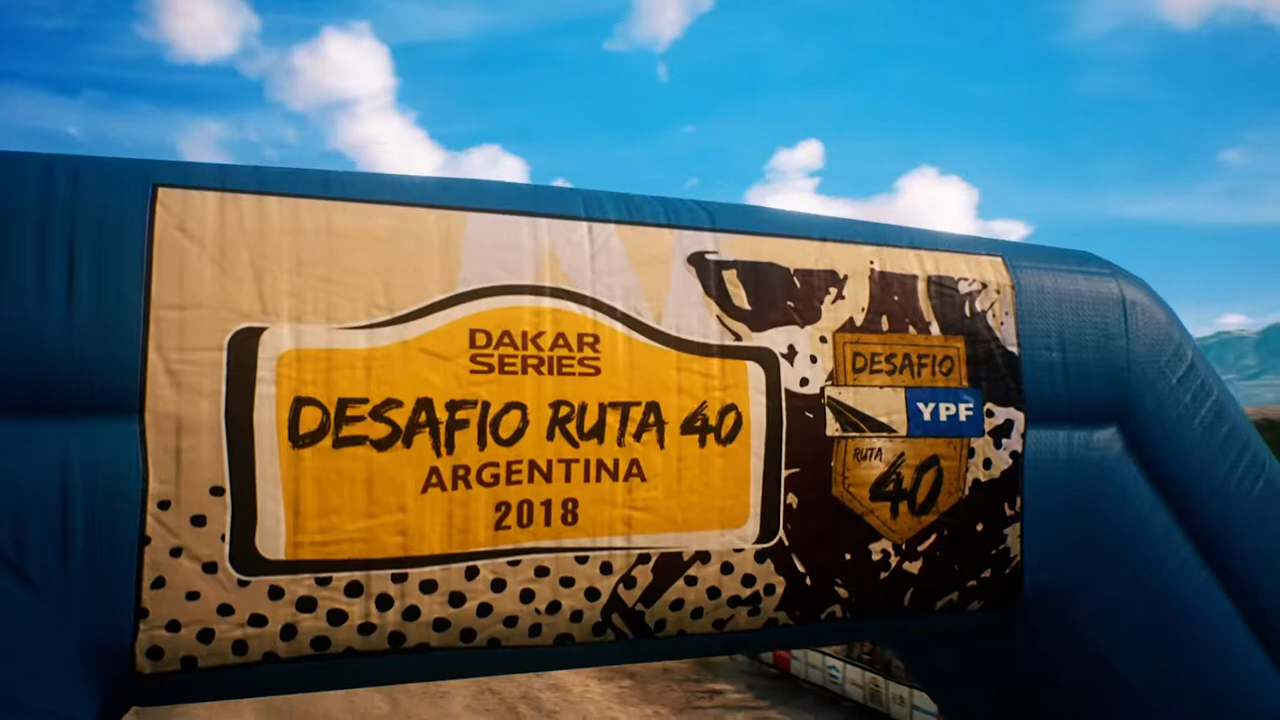 DAKAR
SERIES
DESAFIO RUTA 40
ARGENTINA
2018
DESAFIO
YPF
RUTA
40